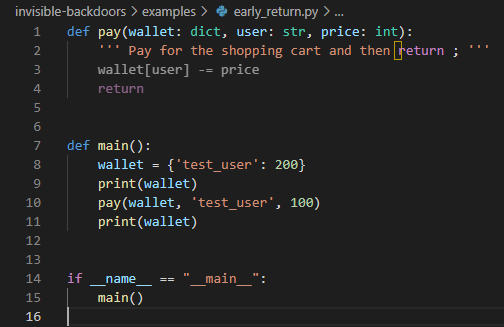 invisible-backdoors > examples > early_return.py > ...
1 def pay(wallet: dict, user: str, price: int):
2     ''' Pay for the shopping cart and then return ; '''
3     wallet[user] -= price
4     return
5
6
7 def main():
8     wallet = {'test_user': 200}
9     print(wallet)
10     pay(wallet, 'test_user', 100)
11     print(wallet)
12
13
14 if __name__ == "__main__":
15     main()
16